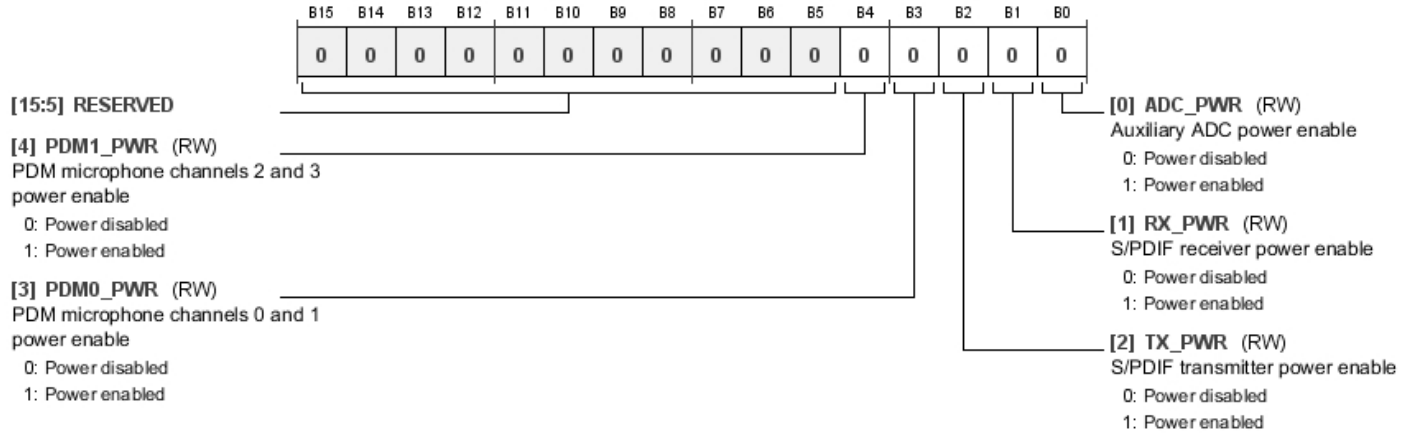 B15 B14 B13 B12 B11 B10 B9 B8 B7 B6 B5 B4 B3 B2 B1 B0
0 0 0 0 0 0 0 0 0 0 0 0 0 0 0 0
[15:5] RESERVED
[4] PDM1_PWR (RW)
PDM microphone channels 2 and 3
power enable
0: Power disabled
1: Power enabled
[3] PDM0_PWR (RW)
PDM microphone channels 0 and 1
power enable
0: Power disabled
1: Power enabled
[0] ADC_PWR (RW)
Auxiliary ADC power enable
0: Power disabled
1: Power enabled
[1] RX_PWR (RW)
S/PDIF receiver power enable
0: Power disabled
1: Power enabled
[2] TX_PWR (RW)
S/PDIF transmitter power enable
0: Power disabled
1: Power enabled